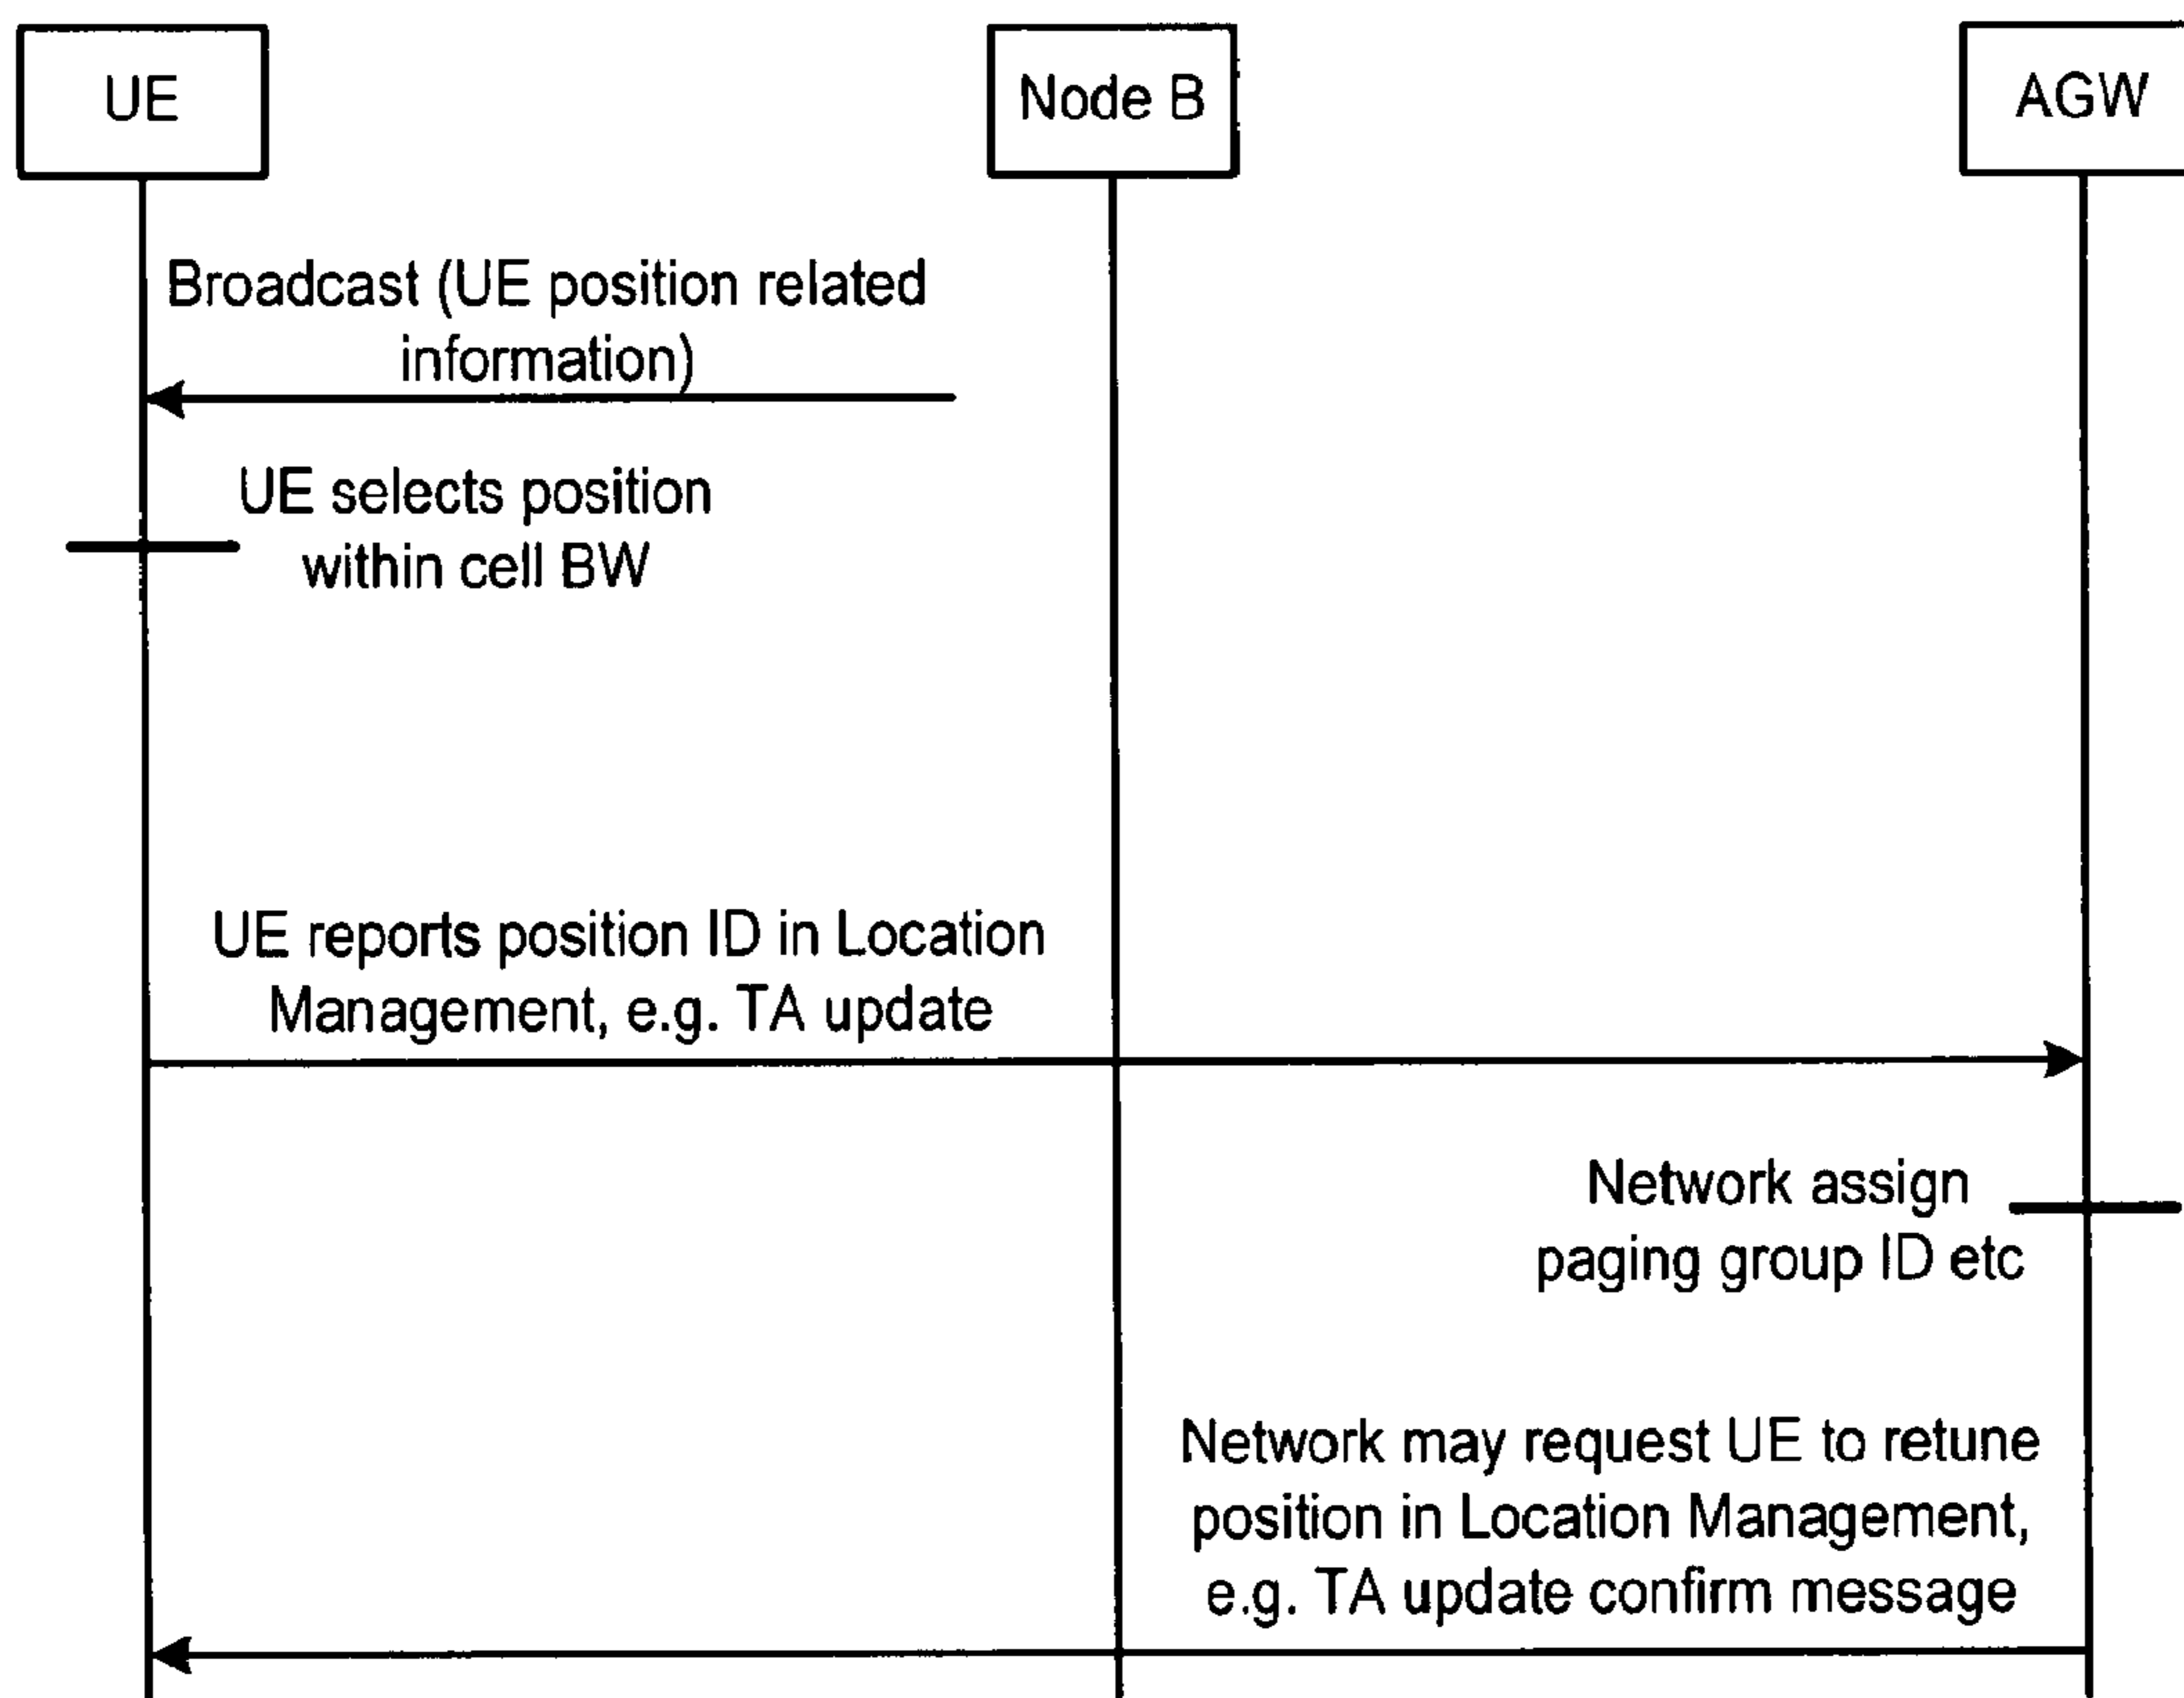 UE
Node B
AGW
Broadcast (UE position related
information)
UE selects position
within cell BW
UE reports position ID in Location
Management, e.g. TA update
Network assign
paging group ID etc
Network may request UE to retune
position in Location Management,
e.g. TA update confirm message